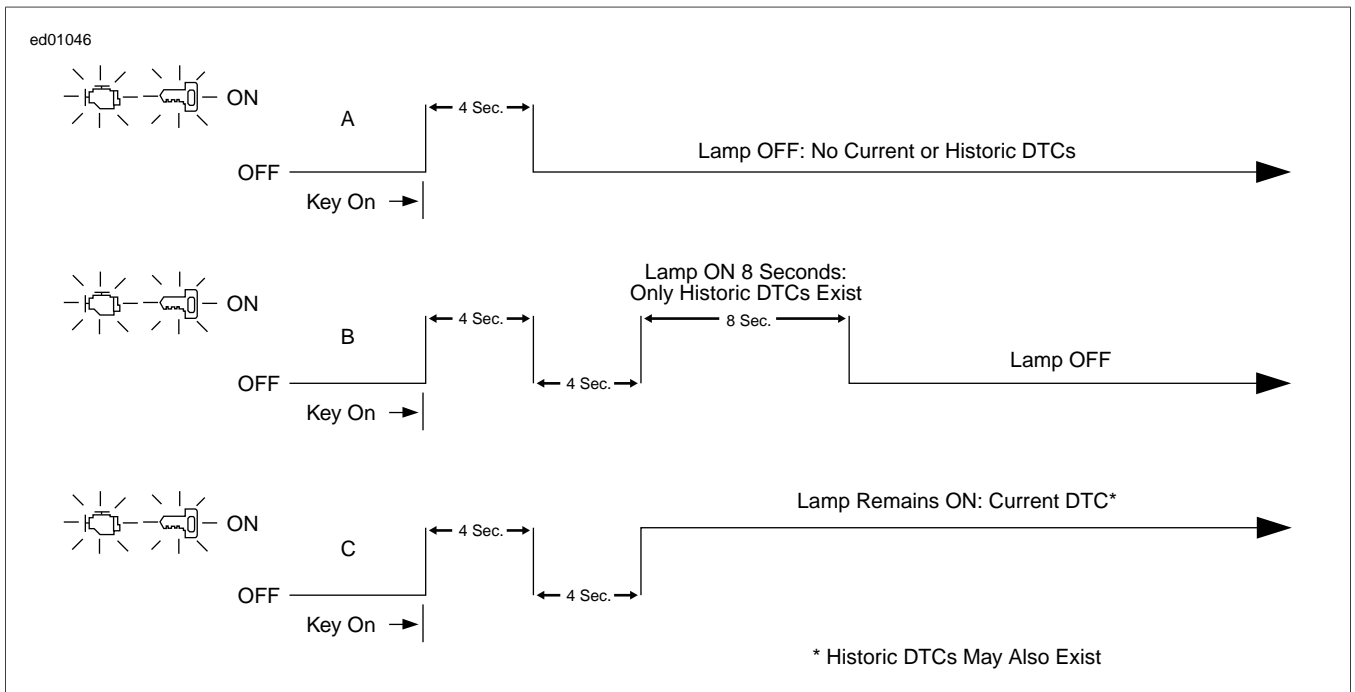 ed01046
ON
A
4 Sec.
Lamp OFF: No Current or Historic DTCs
OFF
Key On
Lamp ON 8 Seconds:
Only Historic DTCs Exist
ON
B
4 Sec.
8 Sec.
Lamp OFF
OFF
4 Sec.
Key On
Lamp Remains ON: Current DTC*
ON
C
4 Sec.
OFF
4 Sec.
Key On
* Historic DTCs May Also Exist